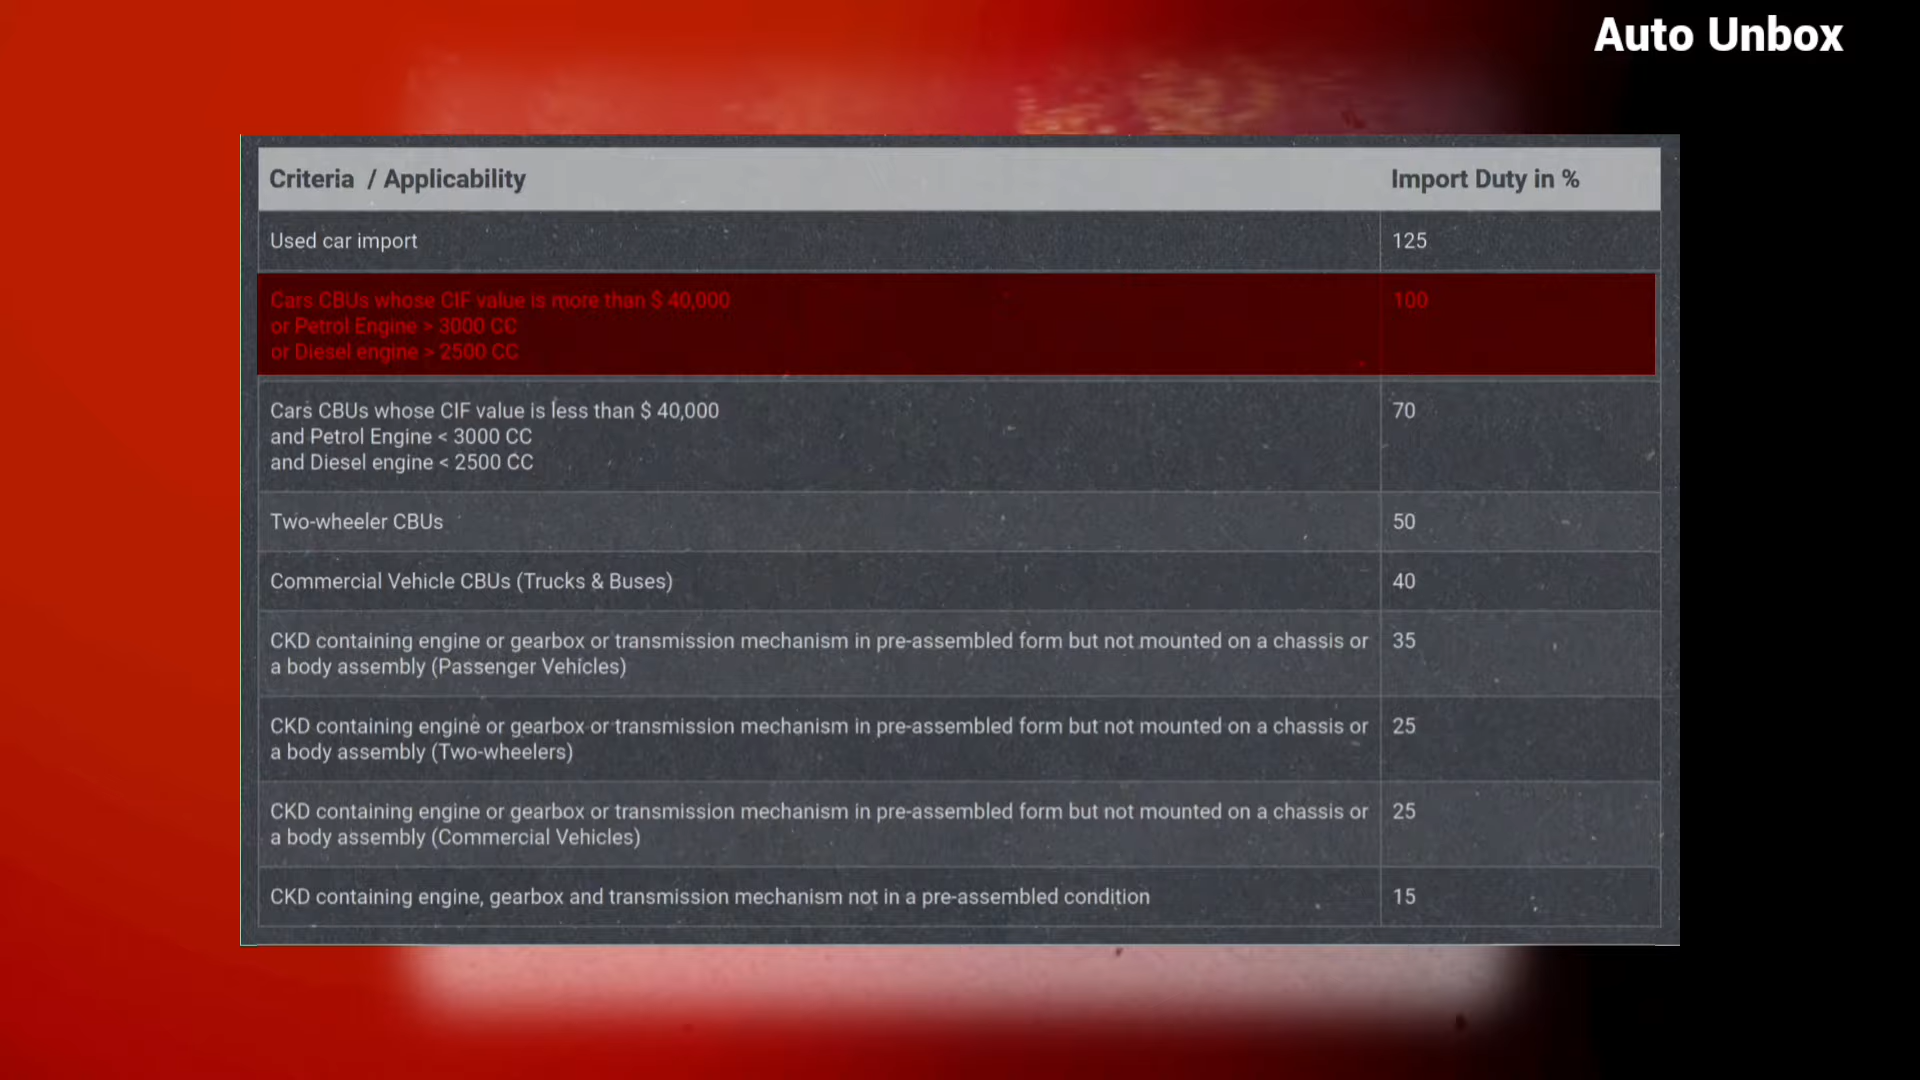 Auto Unbox
Criteria / Applicability
Import Duty in %
Used car import
125
Cars CBUs whose CIF value is more than $ 40,000
or Petrol Engine > 3000 CC
or Diesel engine > 2500 CC
100
Cars CBUs whose CIF value is less than $ 40,000
and Petrol Engine < 3000 CC
and Diesel engine < 2500 CC
70
Two-wheeler CBUs
50
Commercial Vehicle CBUs (Trucks & Buses)
40
CKD containing engine or gearbox or transmission mechanism in pre-assembled form but not mounted on a chassis or
a body assembly (Passenger Vehicles)
35
CKD containing engine or gearbox or transmission mechanism in pre-assembled form but not mounted on a chassis or
a body assembly (Two-wheelers)
25
CKD containing engine or gearbox or transmission mechanism in pre-assembled form but not mounted on a chassis or
a body assembly (Commercial Vehicles)
25
CKD containing engine, gearbox and transmission mechanism not in a pre-assembled condition
15